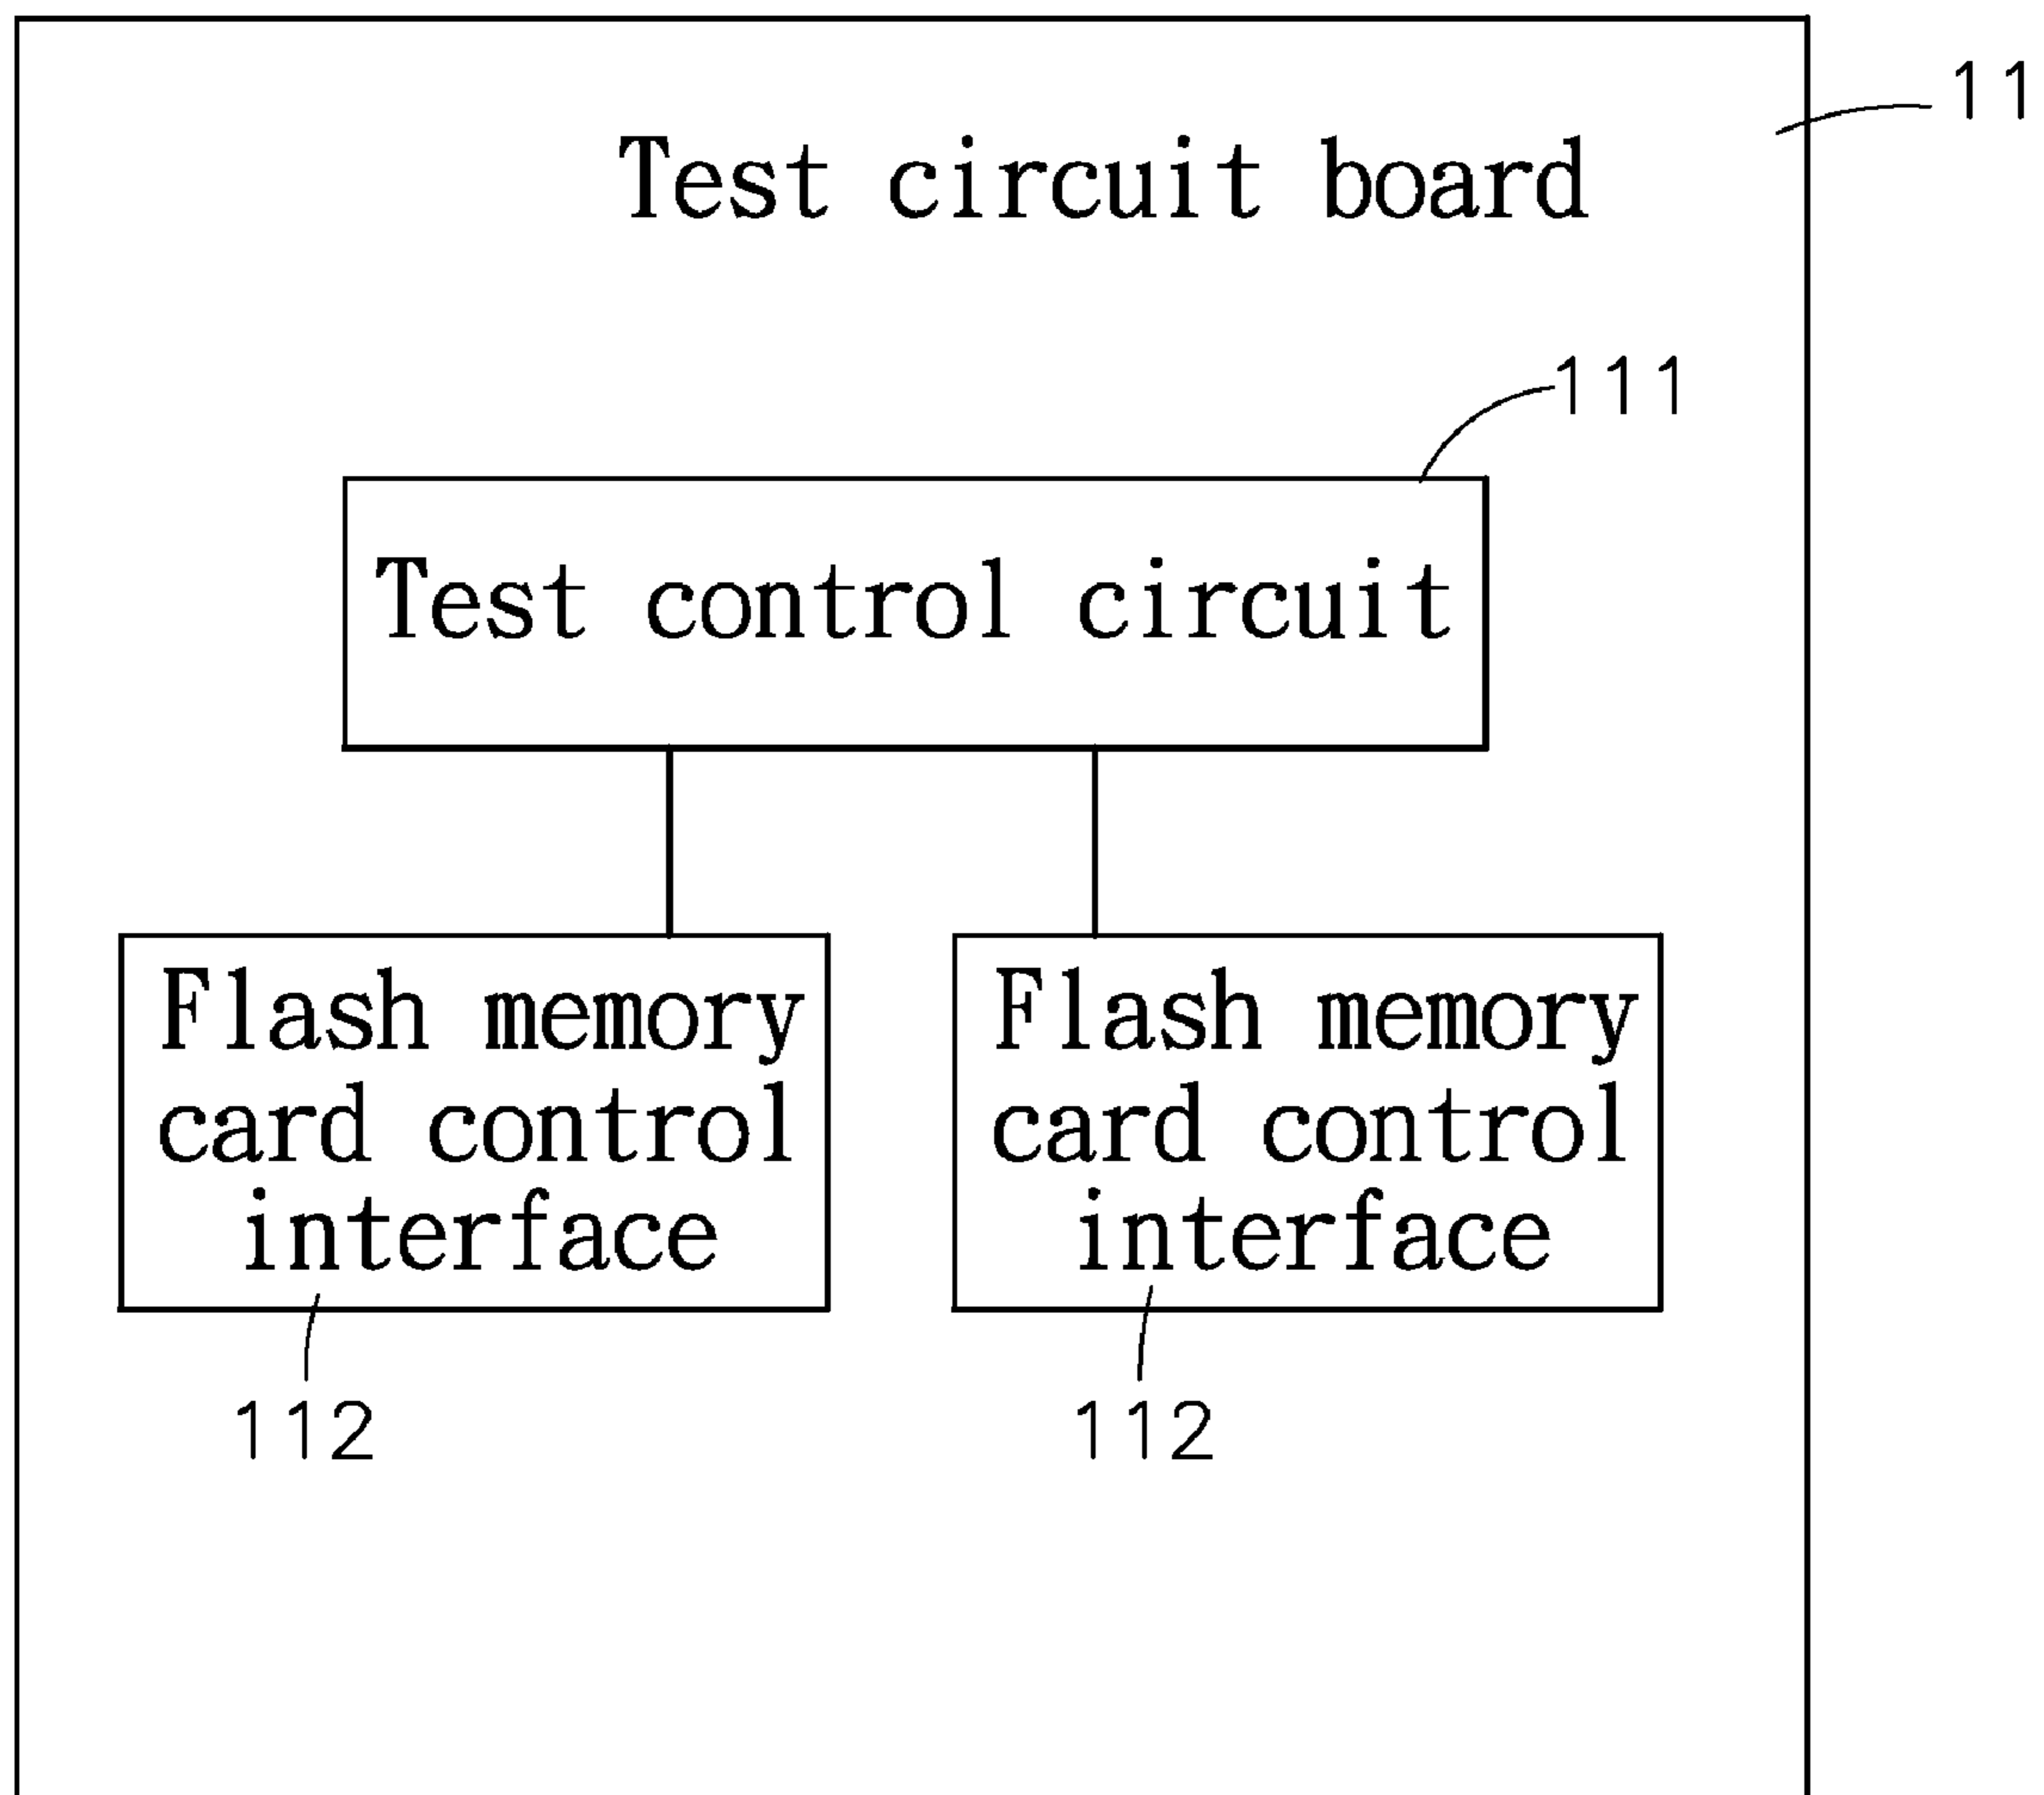 11
Test circuit board
111
Test control circuit
Flash memory
card control
interface
Flash memory
card control
interface
112
112